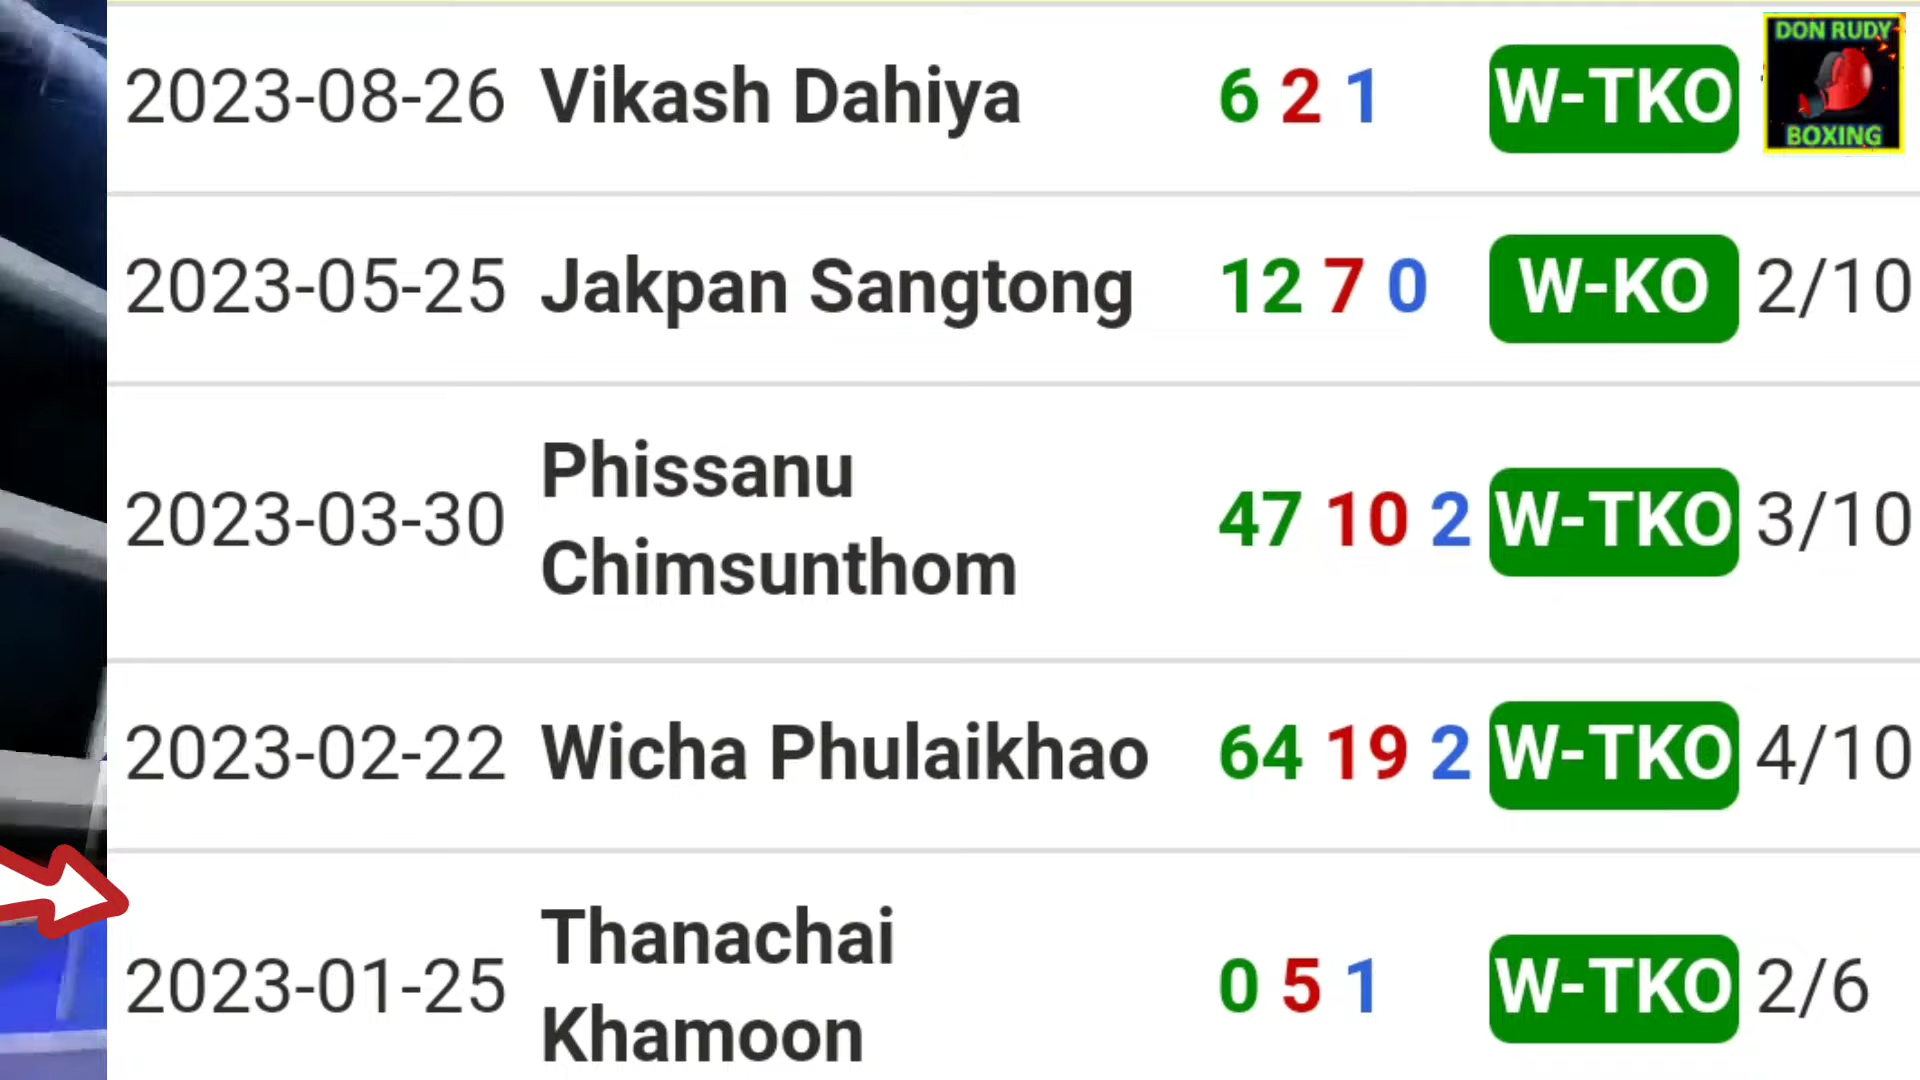 2023-08-26 Vikash Dahiya 6 2 1 W-TKO
DON RUDY
BOXING
2023-05-25 Jakpan Sangtong 12 7 0 W-KO 2/10
Phissanu
2023-03-30 47 10 2 W-TKO 3/10
Chimsunthom
2023-02-22 Wicha Phulaikhao 64 19 2 W-TKO 4/10
Thanachai
2023-01-25 0 5 1 W-TKO 2/6
Khamoon